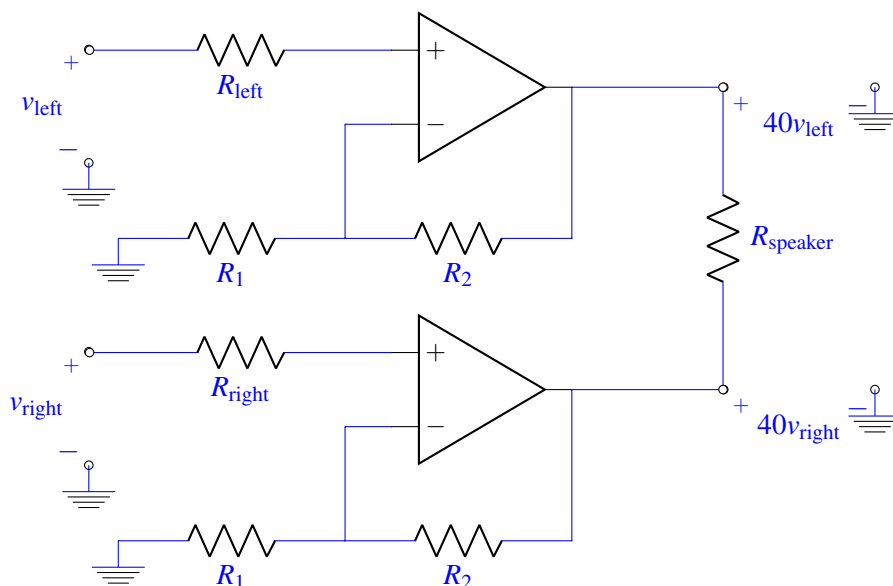 +
+
R_left
v_left
−
−
+
40v_left
−
R_1
R_2
R_speaker
+
+
R_right
v_right
−
−
+
40v_right
−
R_1
R_2